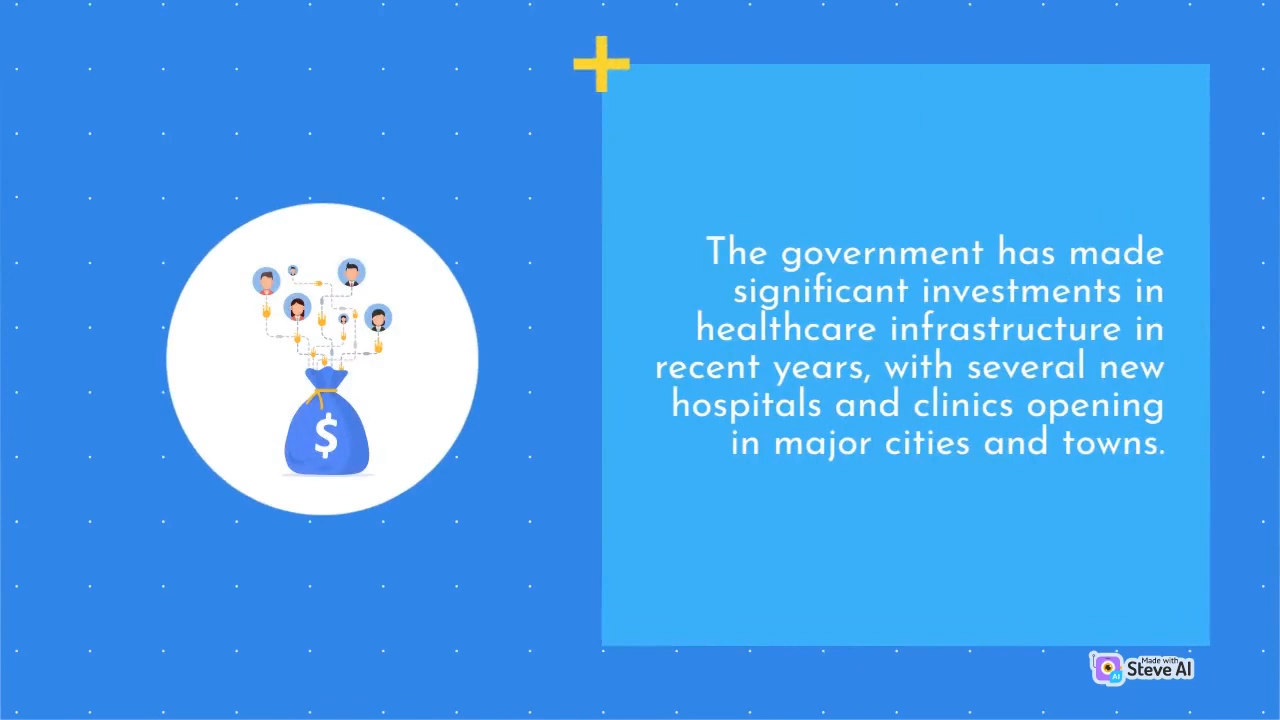 The government has made
significant investments in
healthcare infrastructure in
recent years, with several new
hospitals and clinics opening
in major cities and towns.
$
Made with
Steve AI
AI